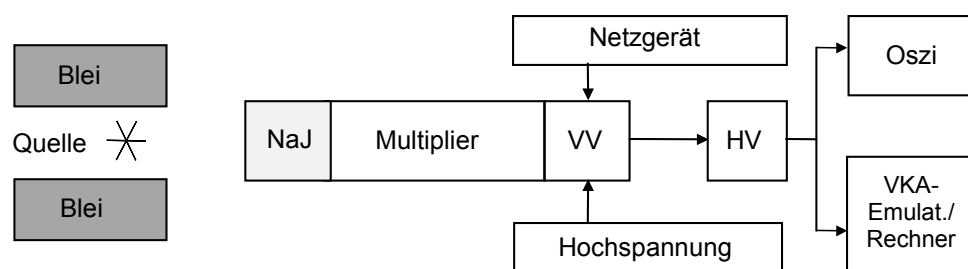 Netzgerät
Blei
Oszi
Quelle
NaJ
Multiplier
VV
HV
Blei
VKA-
Emulat./
Rechner
Hochspannung